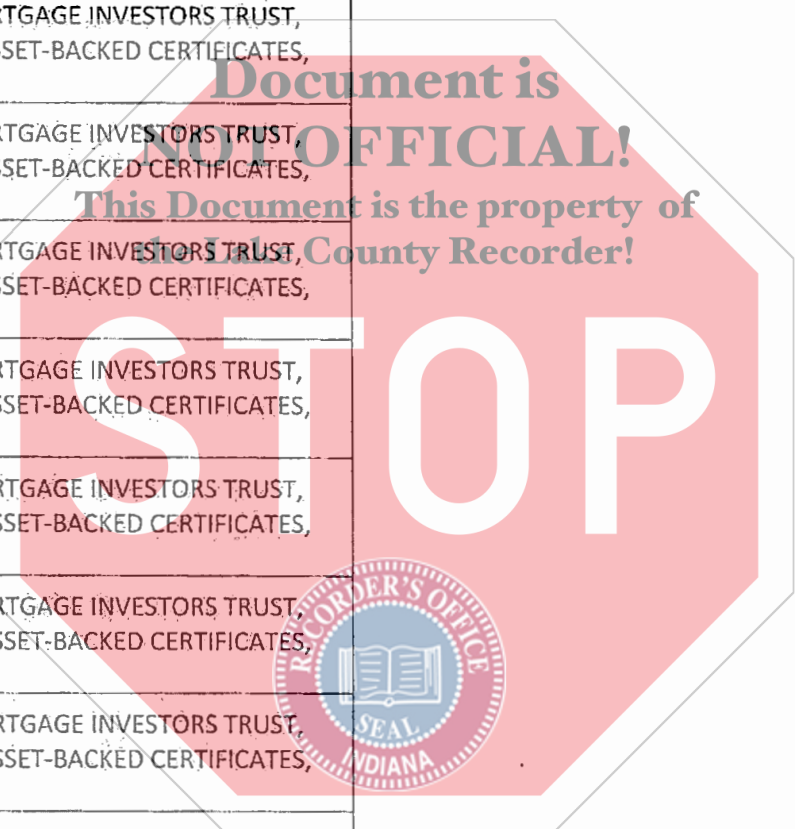 RTGAGE INVESTORS TRUST,
SSET-BACKED CERTIFICATES,
Document is
RTGAGE INVESTORS TRUST,
NOT OFFICIAL!
SSET-BACKED CERTIFICATES,
This Document is the property of
RTGAGE INVESTORS TRUST,
the Lake County Recorder!
SSET-BACKED CERTIFICATES,
STOP
RTGAGE INVESTORS TRUST,
SSET-BACKED CERTIFICATES,
RTGAGE INVESTORS TRUST,
SSET-BACKED CERTIFICATES,
RTGAGE INVESTORS TRUST,
SSET-BACKED CERTIFICATES,
RECORDER'S OFFICE
SEAL
INDIANA
RTGAGE INVESTORS TRUST,
SSET-BACKED CERTIFICATES,